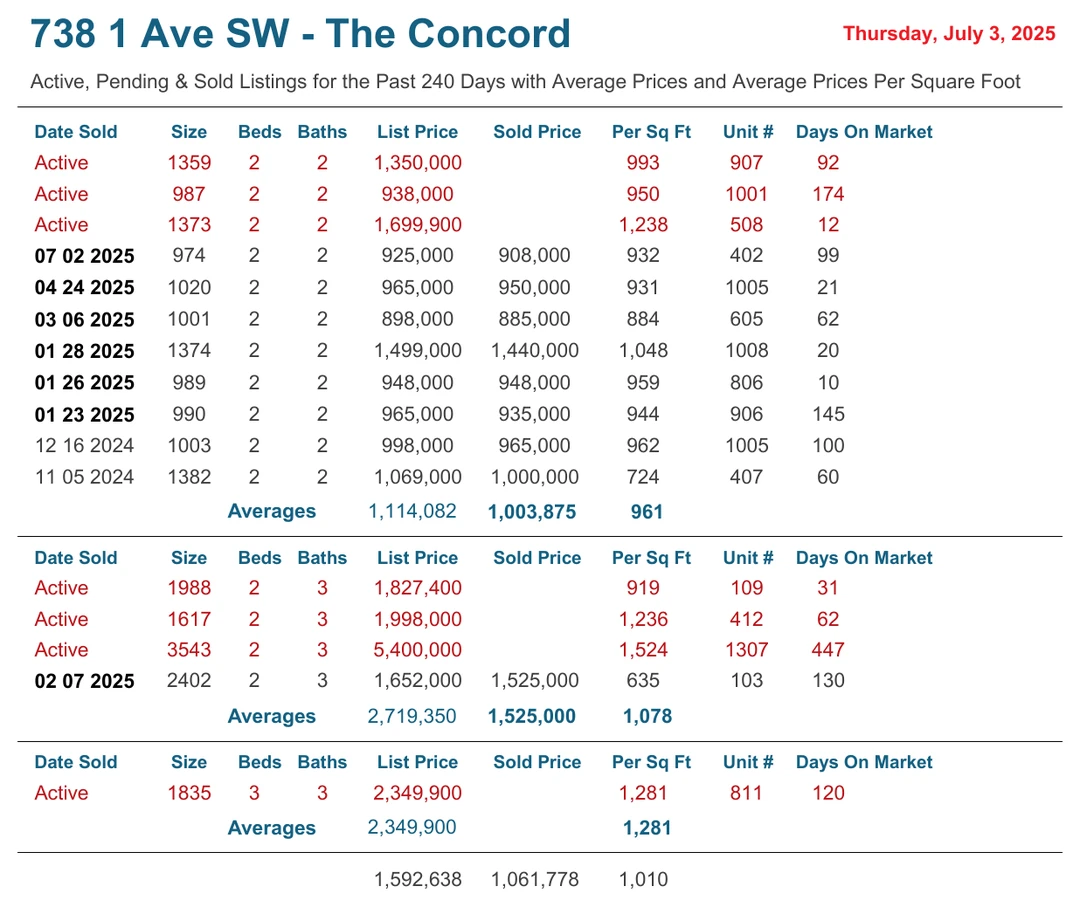 738 1 Ave SW - The Concord Thursday, July 3, 2025
Active, Pending & Sold Listings for the Past 240 Days with Average Prices and Average Prices Per Square Foot
Date Sold Size Beds Baths List Price Sold Price Per Sq Ft Unit # Days On Market
Active 1359 2 2 1,350,000 993 907 92
Active 987 2 2 938,000 950 1001 174
Active 1373 2 2 1,699,900 1,238 508 12
07 02 2025 974 2 2 925,000 908,000 932 402 99
04 24 2025 1020 2 2 965,000 950,000 931 1005 21
03 06 2025 1001 2 2 898,000 885,000 884 605 62
01 28 2025 1374 2 2 1,499,000 1,440,000 1,048 1008 20
01 26 2025 989 2 2 948,000 948,000 959 806 10
01 23 2025 990 2 2 965,000 935,000 944 906 145
12 16 2024 1003 2 2 998,000 965,000 962 1005 100
11 05 2024 1382 2 2 1,069,000 1,000,000 724 407 60
Averages 1,114,082 1,003,875 961
Date Sold Size Beds Baths List Price Sold Price Per Sq Ft Unit # Days On Market
Active 1988 2 3 1,827,400 919 109 31
Active 1617 2 3 1,998,000 1,236 412 62
Active 3543 2 3 5,400,000 1,524 1307 447
02 07 2025 2402 2 3 1,652,000 1,525,000 635 103 130
Averages 2,719,350 1,525,000 1,078
Date Sold Size Beds Baths List Price Sold Price Per Sq Ft Unit # Days On Market
Active 1835 3 3 2,349,900 1,281 811 120
Averages 2,349,900 1,281
1,592,638 1,061,778 1,010